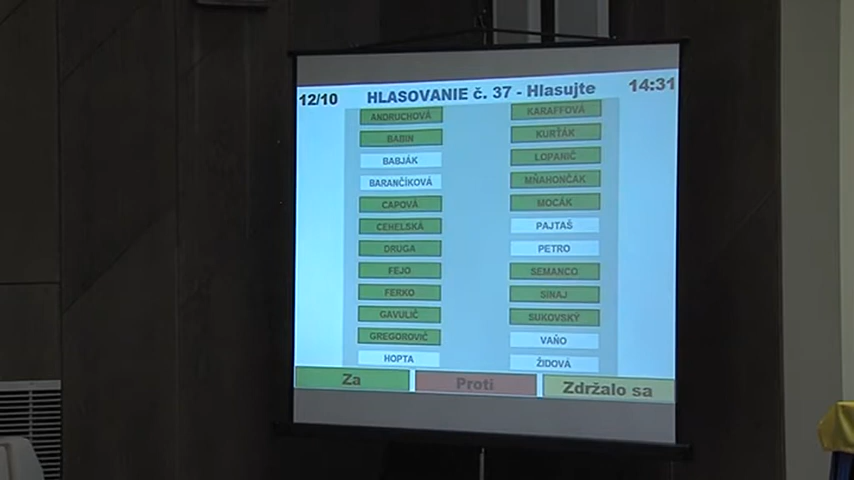 12/10 HLASOVANIE č. 37 - Hlasujte 14:31
ANDRUCHOVÁ
BABIN
BABJÁK
BARANČÍKOVÁ
CAPOVÁ
CEHELSKÁ
DRUGA
FEJO
FERKO
GAVULIČ
GREGOROVIČ
HOPTA
KARAFFOVÁ
KURTÁK
LOPANIČ
MŇAHONČÁK
MOCÁK
PAJTAŠ
PETRO
SEMANCO
SINAJ
SUKOVSKÝ
VAŇO
ŽIDOVÁ
Za Proti Zdržalo sa